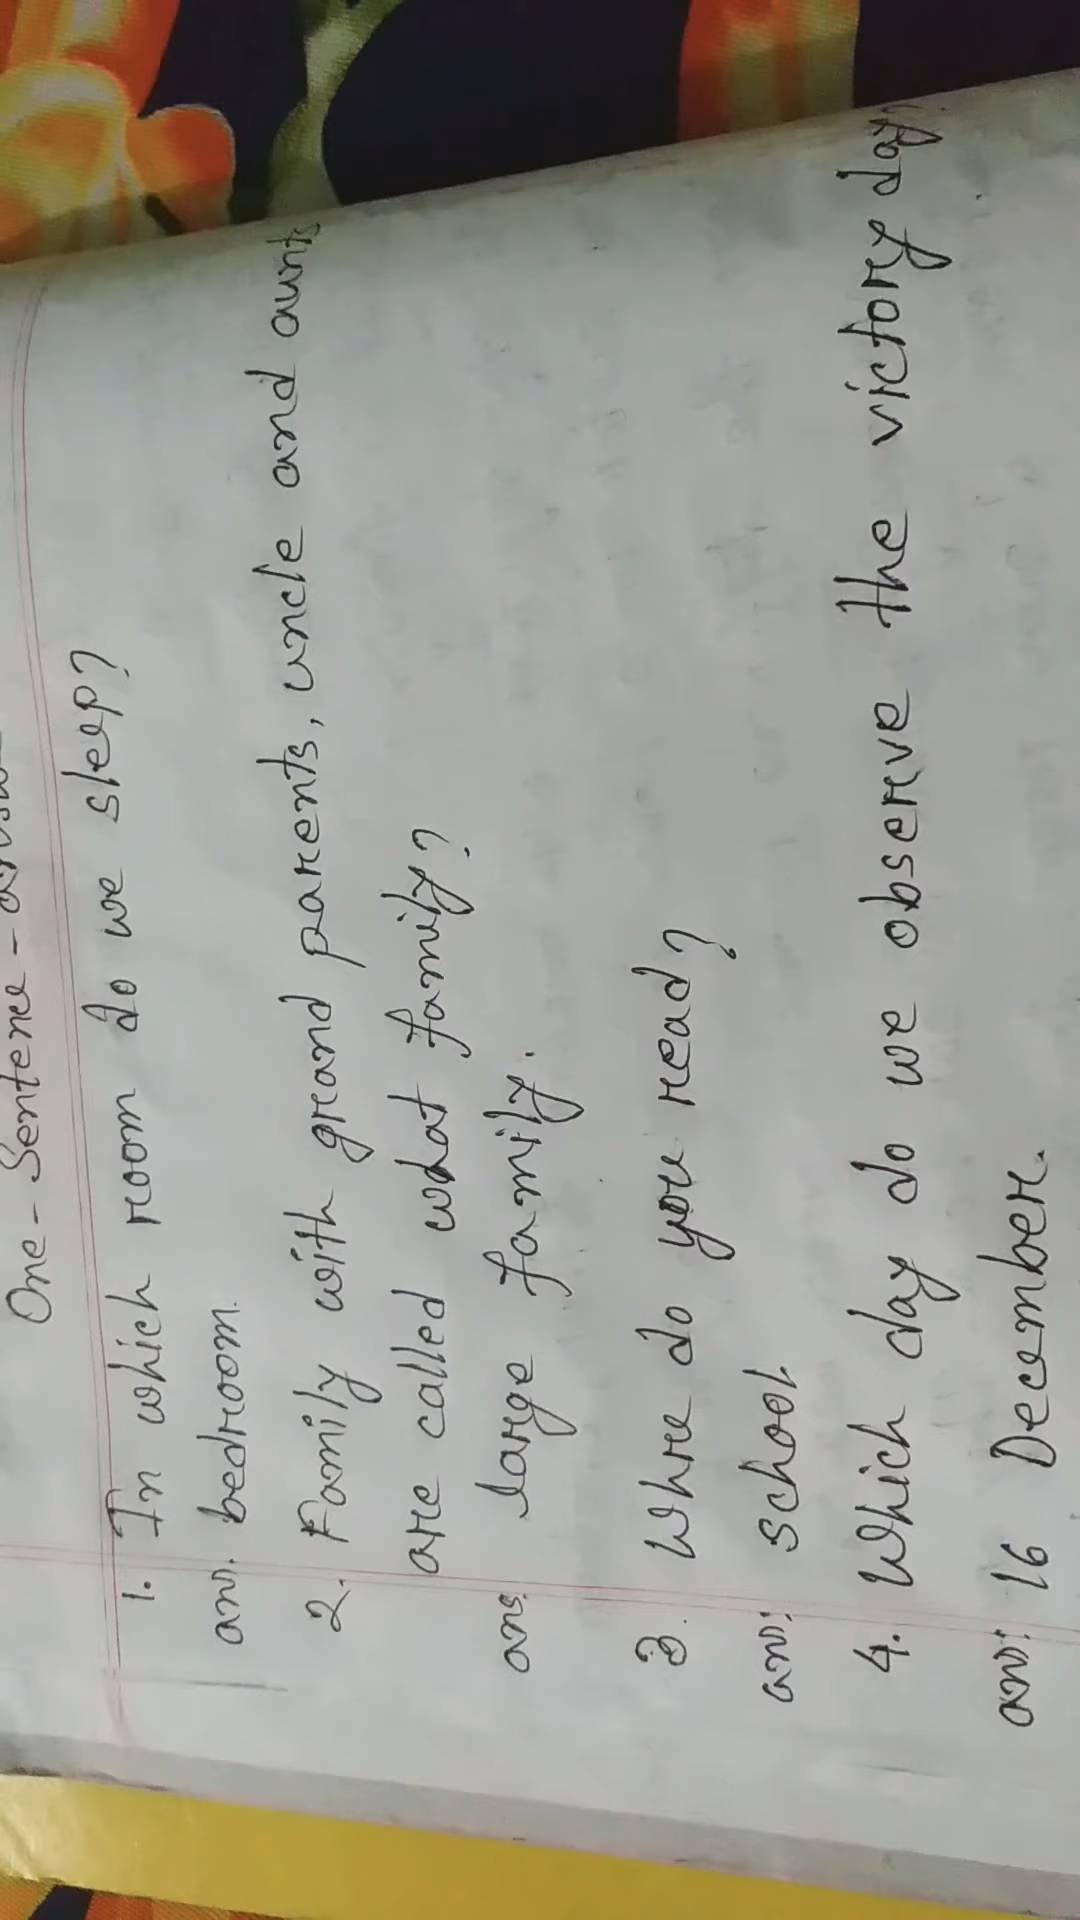 One - Sentence -
1. In which room do we sleep?
ans. bedroom.
2. Family with grand parents, uncle and aunts
are called what family?
ans. large family.
3. Whre do you read?
ans: school.
4. Which day do we observe the victory day?
ans: 16 December.